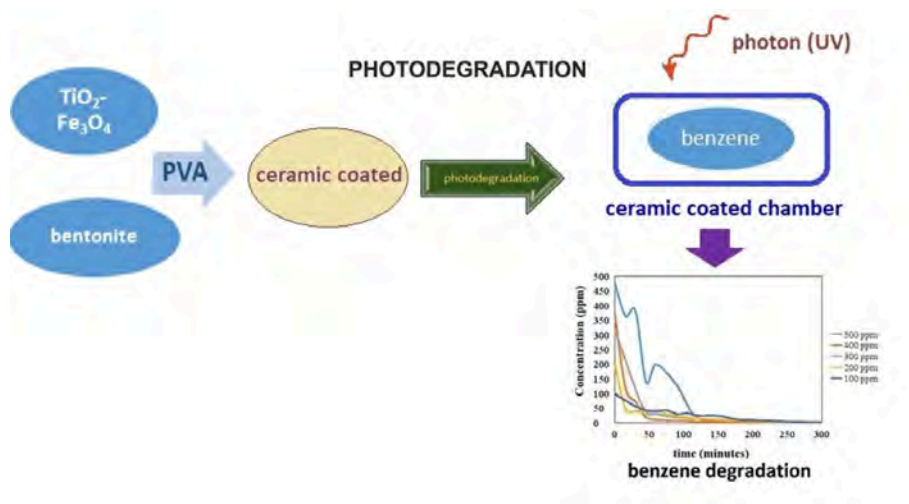 photon (UV)
PHOTODEGRADATION
TiO₂-
Fe₃O₄
PVA
bentonite
ceramic coated
photodegradation
benzene
ceramic coated chamber
Concentration (ppm)
500
450
400
350
300
250
200
150
100
50
0
0
50
100
150
200
250
300
time (minutes)
500 ppm
400 ppm
300 ppm
200 ppm
100 ppm
benzene degradation